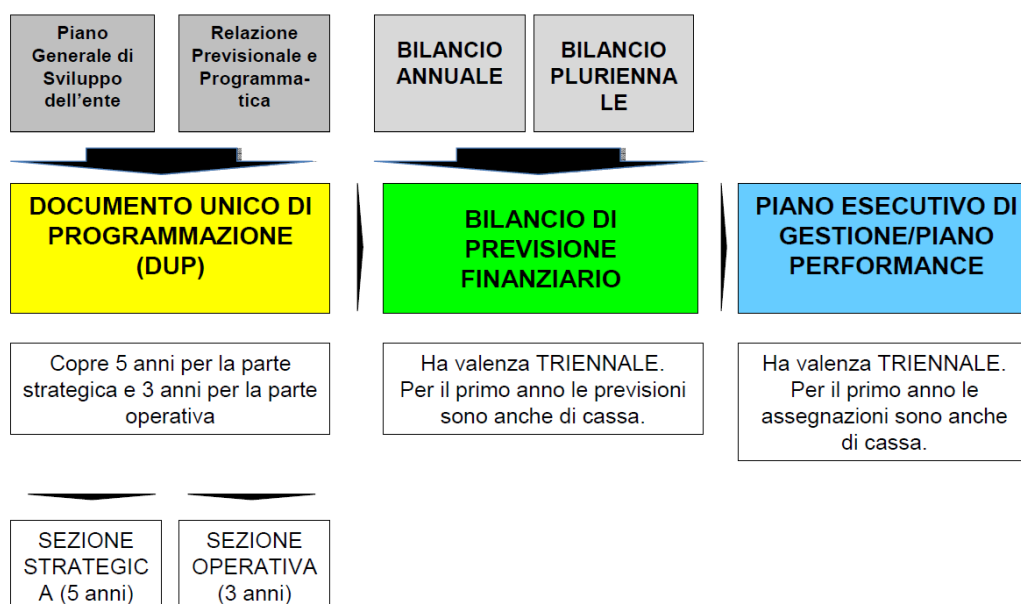 Piano
Generale di
Sviluppo
dell'ente
Relazione
Previsionale e
Programma-
tica
BILANCIO
ANNUALE
BILANCIO
PLURIENNA
LE
DOCUMENTO UNICO DI
PROGRAMMAZIONE
(DUP)
BILANCIO DI
PREVISIONE
FINANZIARIO
PIANO ESECUTIVO DI
GESTIONE/PIANO
PERFORMANCE
Copre 5 anni per la parte
strategica e 3 anni per la parte
operativa
Ha valenza TRIENNALE.
Per il primo anno le previsioni
sono anche di cassa.
Ha valenza TRIENNALE.
Per il primo anno le
assegnazioni sono anche
di cassa.
SEZIONE
STRATEGIC
A (5 anni)
SEZIONE
OPERATIVA
(3 anni)